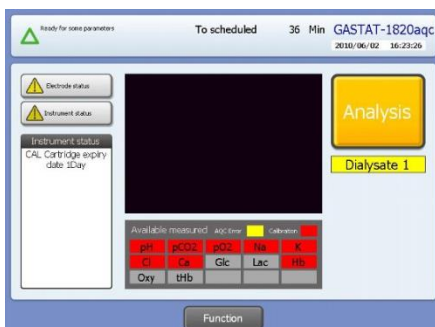 Ready for some parameters
To scheduled 36 Min
GASTAT-1820aqc
2010/06/02 16:23:26
Electrode status
Instrument status
Instrument status
CAL Cartridge expiry
date 1Day
Analysis
Dialysate 1
Available measured AQC Error Calibration
pH pCO2 pO2 Na K
Cl Ca Glc Lac Hb
Oxy tHb
Function